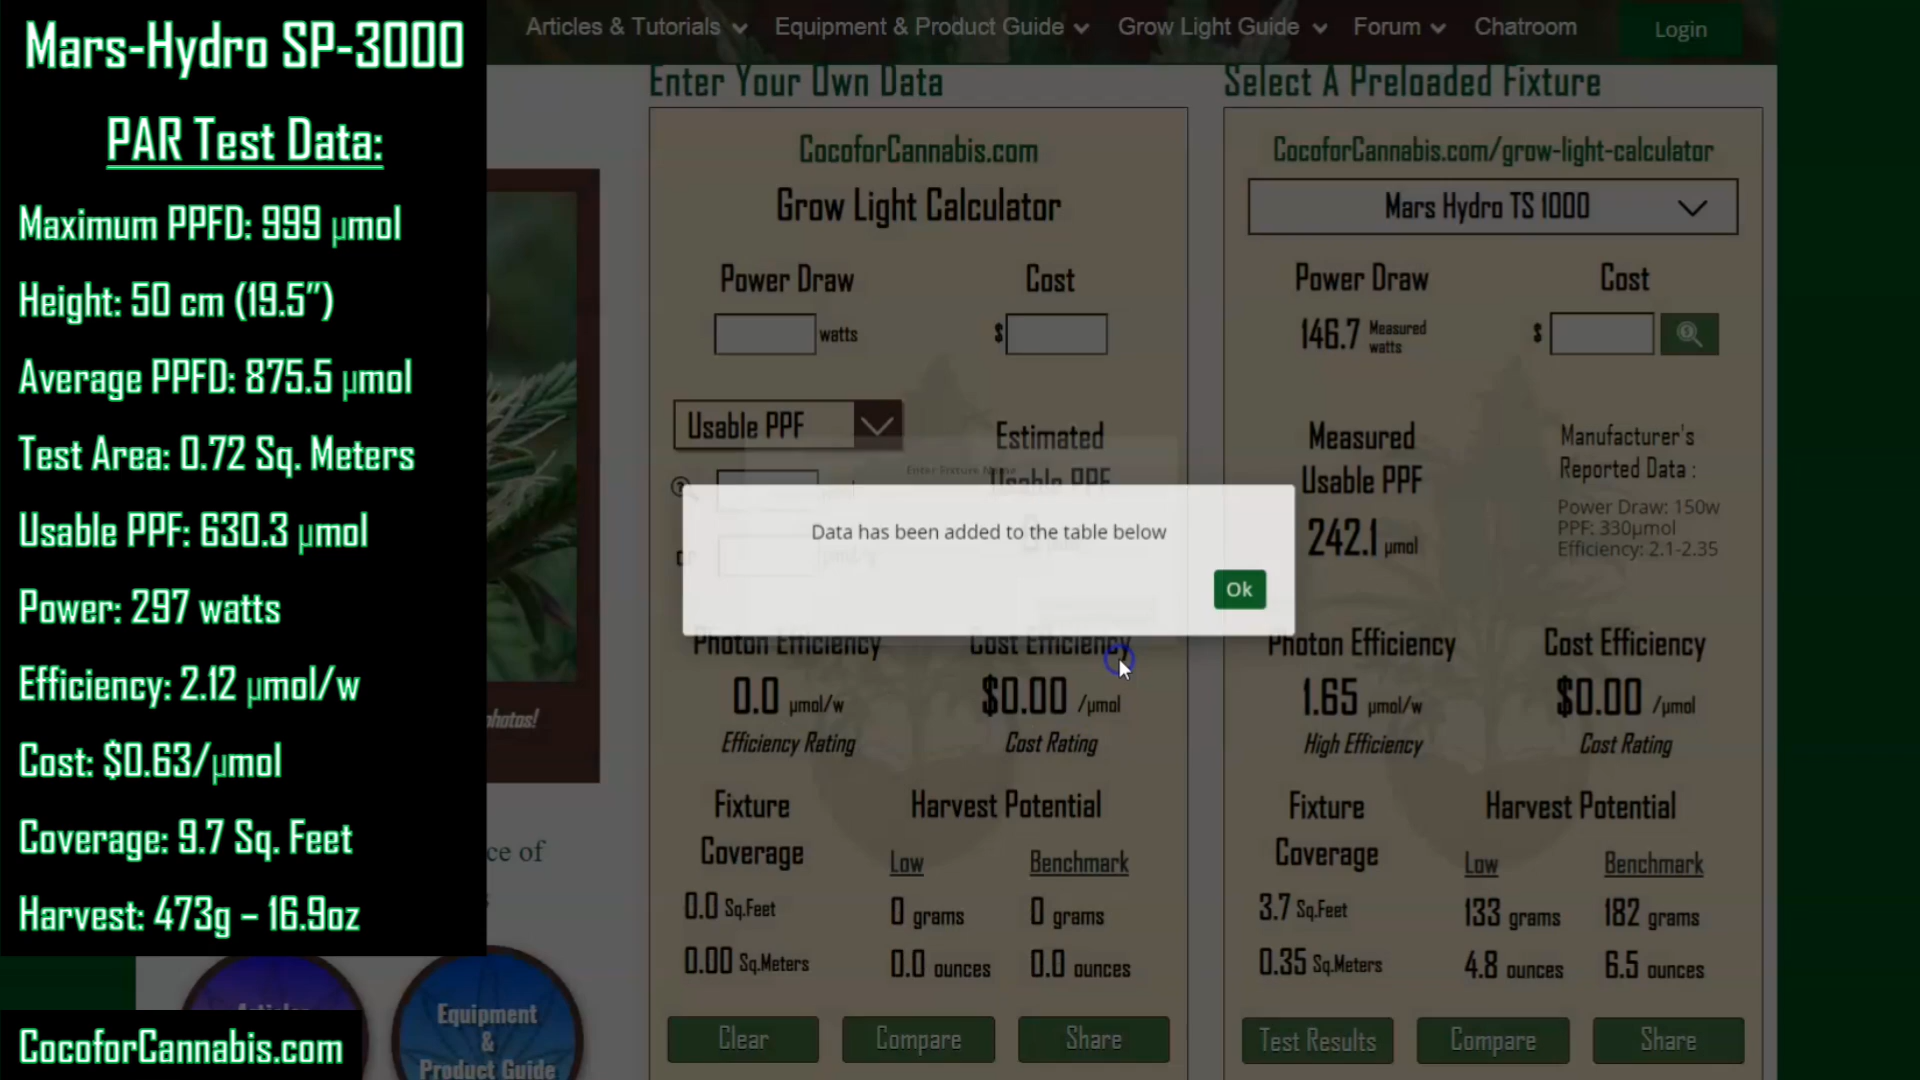 Mars-Hydro SP-3000
PAR Test Data:
Maximum PPFD: 999 µmol
Height: 50 cm (19.5")
Average PPFD: 875.5 µmol
Test Area: 0.72 Sq. Meters
Usable PPF: 630.3 µmol
Power: 297 watts
Efficiency: 2.12 µmol/w
Cost: $0.63/µmol
Coverage: 9.7 Sq. Feet
Harvest: 473g – 16.9oz
CocoforCannabis.com
Articles & Tutorials
Equipment & Product Guide
Grow Light Guide
Forum
Chatroom
Login
photos!
ce of
Equipment
&
Product Guide
Enter Your Own Data
CocoforCannabis.com
Grow Light Calculator
Power Draw
Cost
watts
$
Usable PPF
Estimated
Usable PPF
Enter Fixture Name
Data has been added to the table below
Ok
Photon Efficiency
Cost Efficiency
0.0 µmol/w
$0.00 /µmol
Efficiency Rating
Cost Rating
Fixture
Coverage
Harvest Potential
Low
Benchmark
0.0 Sq.Feet
0 grams
0 grams
0.00 Sq.Meters
0.0 ounces
0.0 ounces
Clear
Compare
Share
Select A Preloaded Fixture
CocoforCannabis.com/grow-light-calculator
Mars Hydro TS 1000
Power Draw
Cost
146.7 Measured watts
$
Measured
Usable PPF
242.1 µmol
Manufacturer's
Reported Data :
Power Draw: 150w
PPF: 330µmol
Efficiency: 2.1-2.35
Photon Efficiency
Cost Efficiency
1.65 µmol/w
$0.00 /µmol
High Efficiency
Cost Rating
Fixture
Coverage
Harvest Potential
Low
Benchmark
3.7 Sq.Feet
133 grams
182 grams
0.35 Sq.Meters
4.8 ounces
6.5 ounces
Test Results
Compare
Share